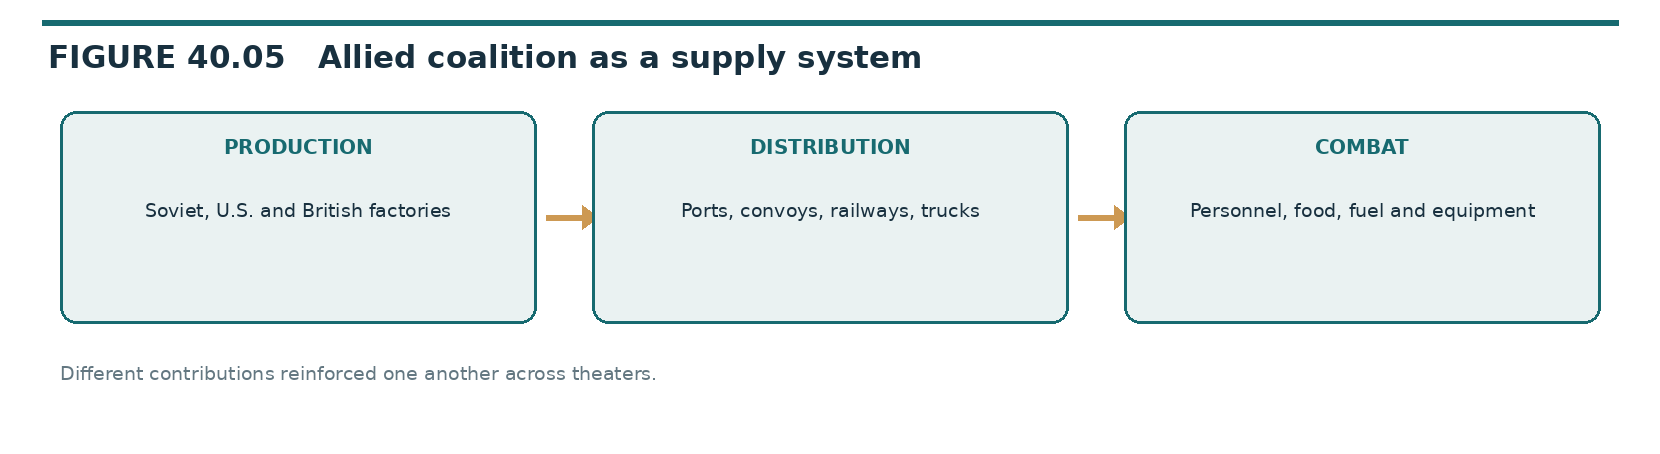 FIGURE 40.05 Allied coalition as a supply system
PRODUCTION
Soviet, U.S. and British factories
DISTRIBUTION
Ports, convoys, railways, trucks
COMBAT
Personnel, food, fuel and equipment
Different contributions reinforced one another across theaters.